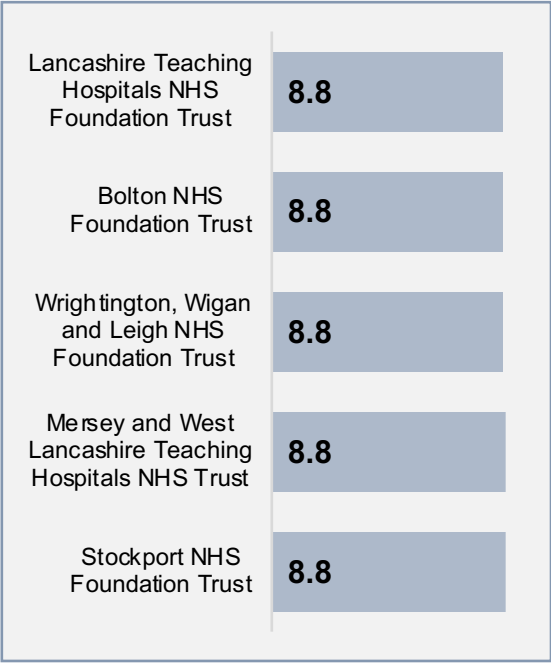 Lancashire Teaching
Hospitals NHS
Foundation Trust
8.8
Bolton NHS
Foundation Trust
8.8
Wrightington, Wigan
and Leigh NHS
Foundation Trust
8.8
Mersey and West
Lancashire Teaching
Hospitals NHS Trust
8.8
Stockport NHS
Foundation Trust
8.8